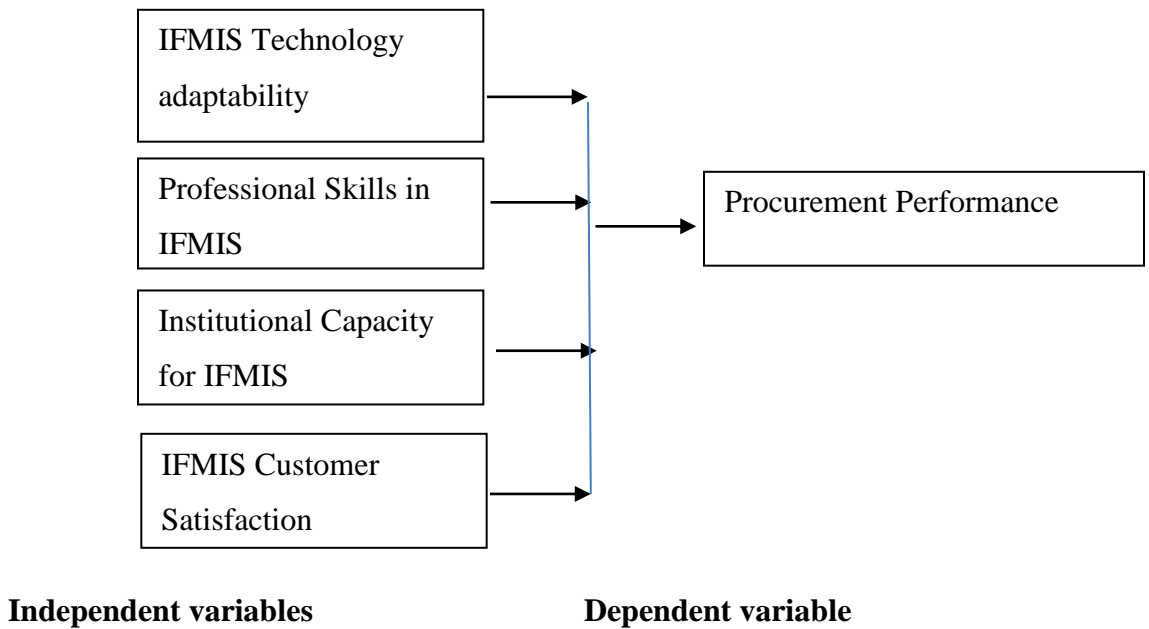 IFMIS Technology
adaptability
Professional Skills in
IFMIS
Institutional Capacity
for IFMIS
IFMIS Customer
Satisfaction
Procurement Performance
Independent variables
Dependent variable